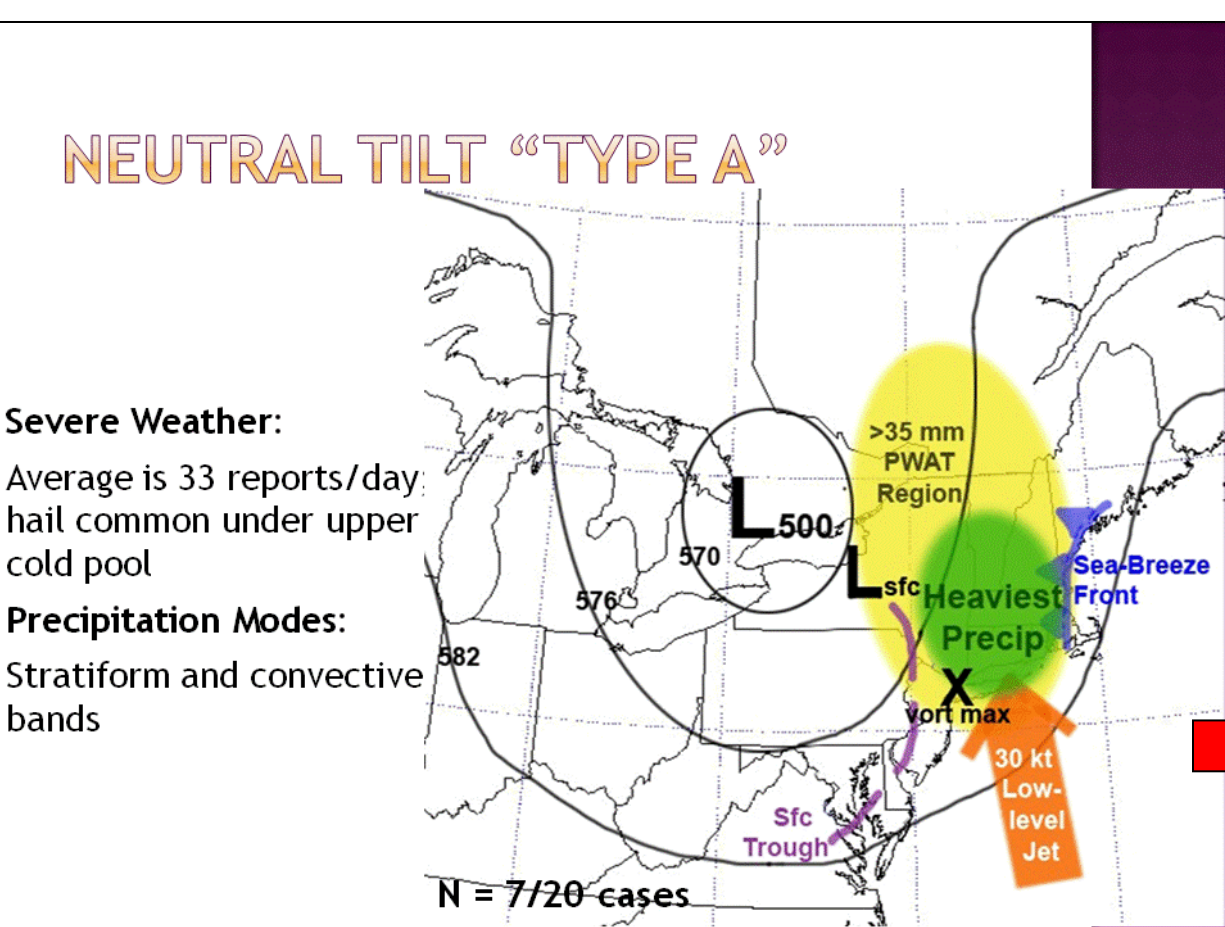 NEUTRAL TILT “TYPE A”
Severe Weather:
Average is 33 reports/day;
hail common under upper
cold pool
Precipitation Modes:
Stratiform and convective
bands
>35 mm
PWAT
Region
L500
570
Lsfc
576
582
Heaviest
Precip
Sea-Breeze
Front
X
vort max
30 kt
Low-
level
Jet
Sfc
Trough
N = 7/20 cases